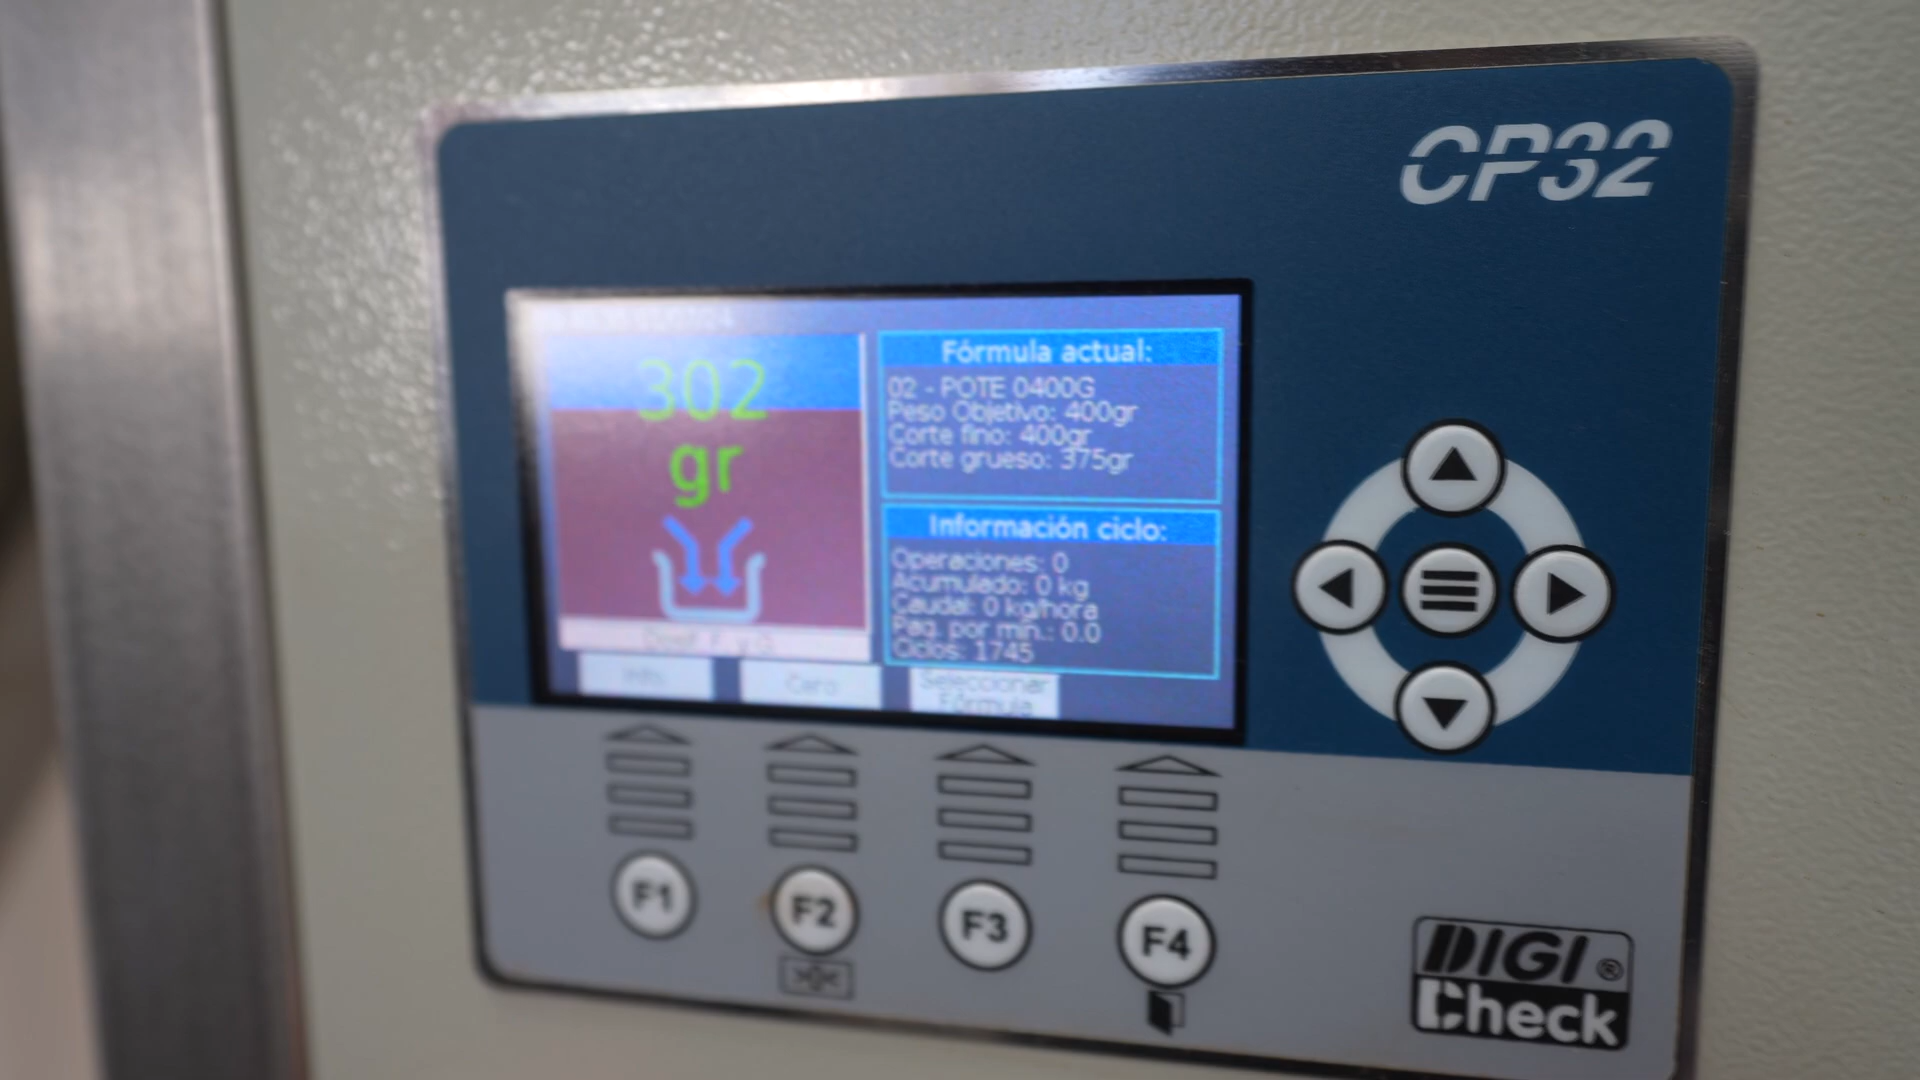 CP32
302
gr
Fórmula actual:
02 - POTE 0400G
Peso Objetivo: 400gr
Corte fino: 400gr
Corte grueso: 375gr
Información ciclo:
Operaciones: 0
Acumulado: 0 kg
Caudal: 0 kg/hora
Paq. por min.: 0.0
Ciclos: 1745
Info
Cero
Seleccionar
Fórmula
F1
F2
F3
F4
DIGI ®
Check